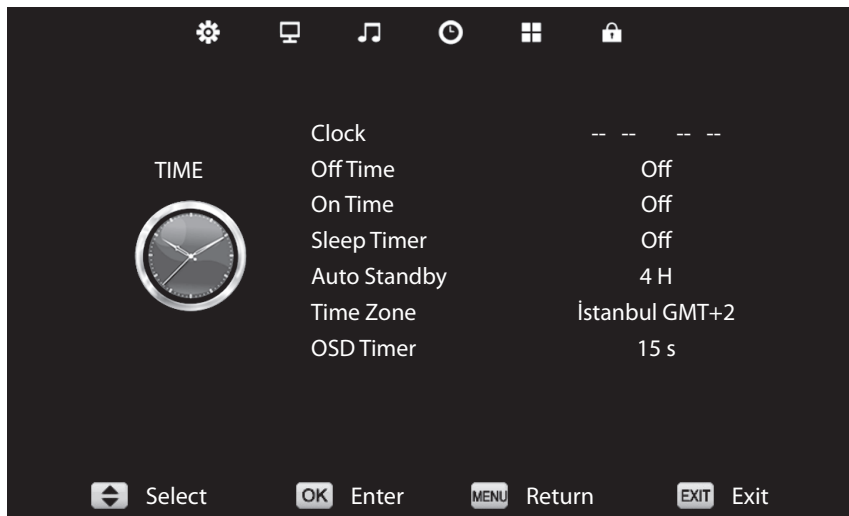 Clock -- -- -- --
TIME
Off Time Off
On Time Off
Sleep Timer Off
Auto Standby 4 H
Time Zone İstanbul GMT+2
OSD Timer 15 s
Select OK Enter MENU Return EXIT Exit